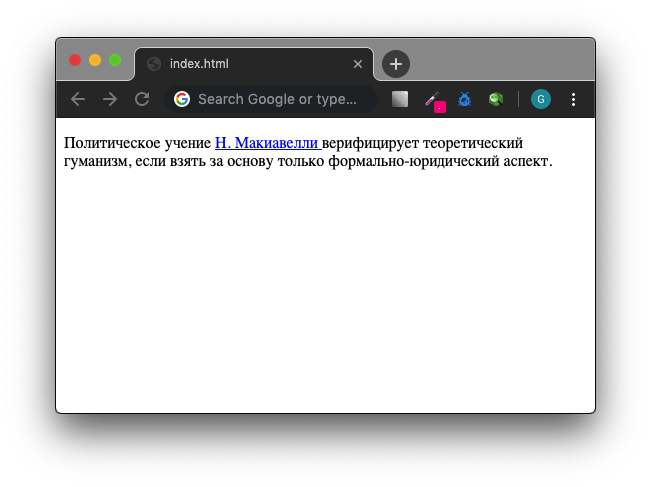 index.html
Search Google or type...
G
Политическое учение Н. Макиавелли верифицирует теоретический
гуманизм, если взять за основу только формально-юридический аспект.